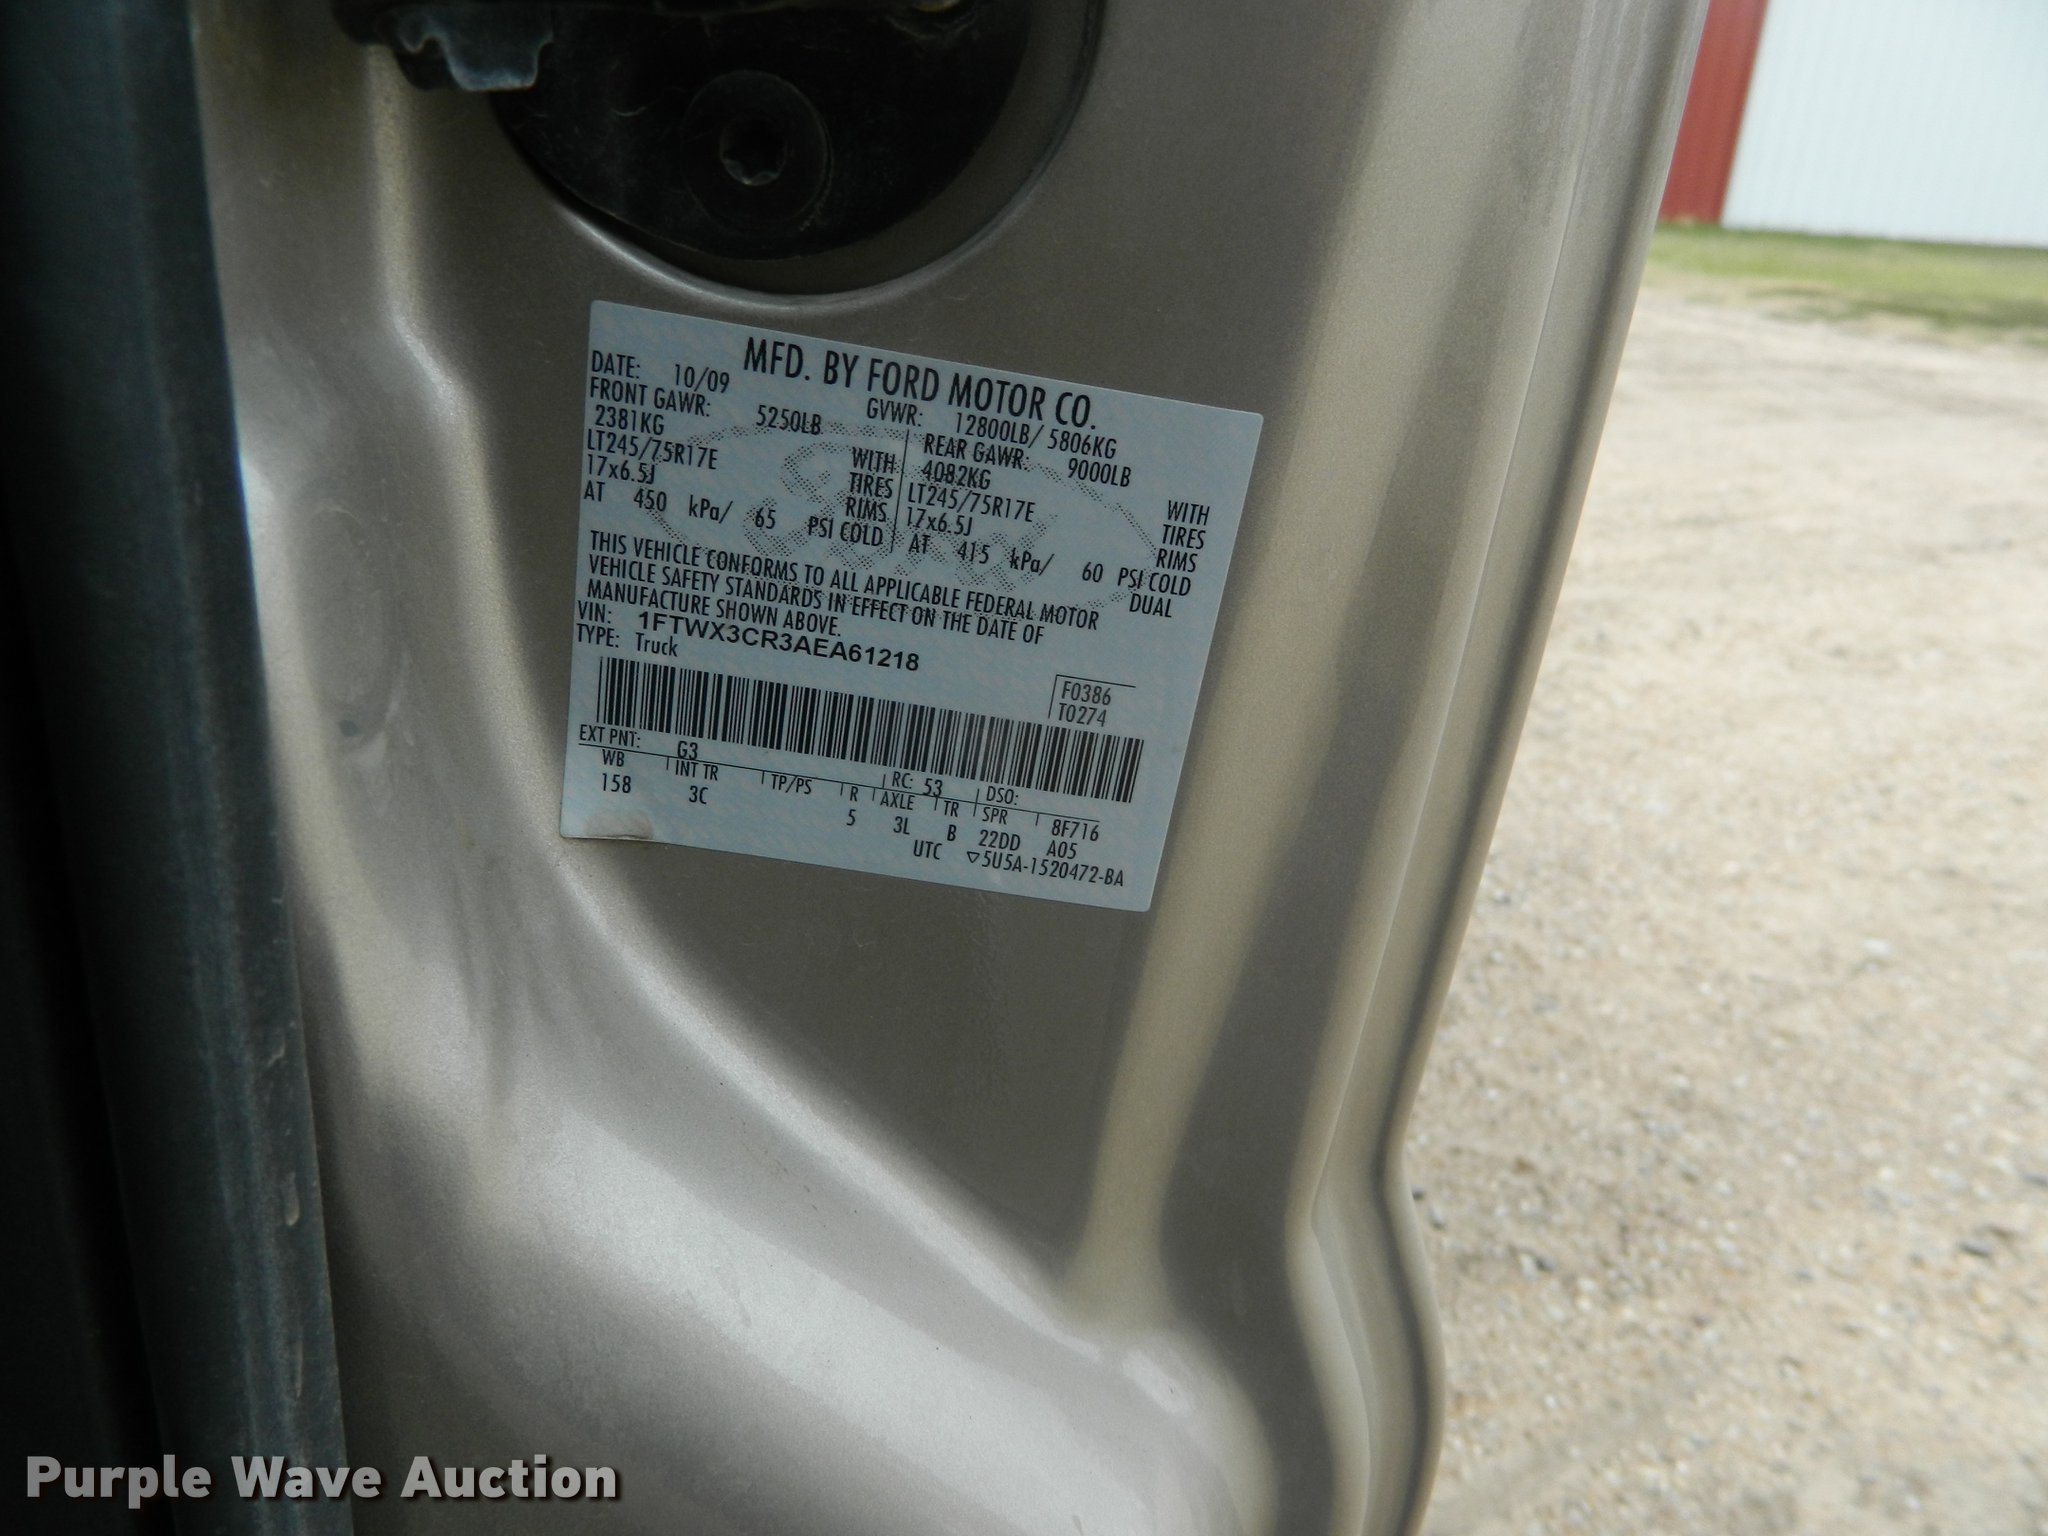 MFD. BY FORD MOTOR CO.
DATE: 10/09 GVWR: 12800LB/ 5806KG
FRONT GAWR: 5250LB REAR GAWR: 9000LB
2381KG WITH 4082KG WITH
LT245/75R17E TIRES LT245/75R17E TIRES
17x6.5J RIMS 17x6.5J RIMS
AT 450 kPa/ 65 PSI COLD AT 415 kPa/ 60 PSI COLD
DUAL
THIS VEHICLE CONFORMS TO ALL APPLICABLE FEDERAL MOTOR
VEHICLE SAFETY STANDARDS IN EFFECT ON THE DATE OF
MANUFACTURE SHOWN ABOVE.
VIN: 1FTWX3CR3AEA61218
TYPE: Truck
F0386
T0274
EXT PNT: G3 RC: 53 DSO:
WB INT TR TP/PS R AXLE TR SPR 8F716
158 3C 5 3L B 22DD A05
UTC ▽5U5A-1520472-BA
Purple Wave Auction